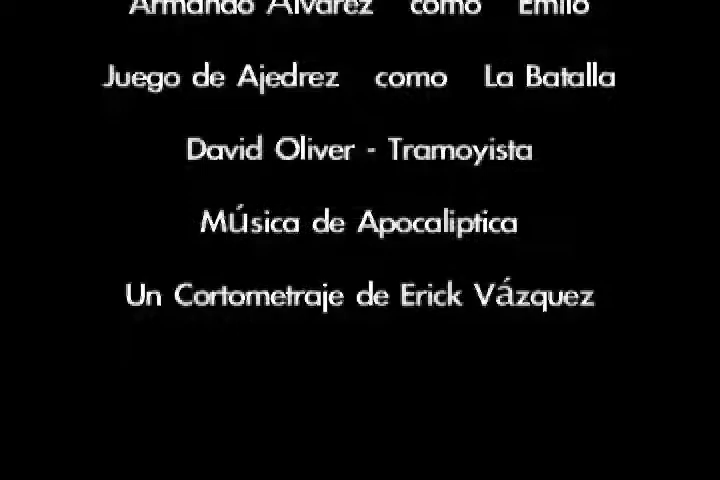 Armando Alvarez como Emilo
Juego de Ajedrez como La Batalla
David Oliver - Tramoyista
Música de Apocaliptica
Un Cortometraje de Erick Vázquez